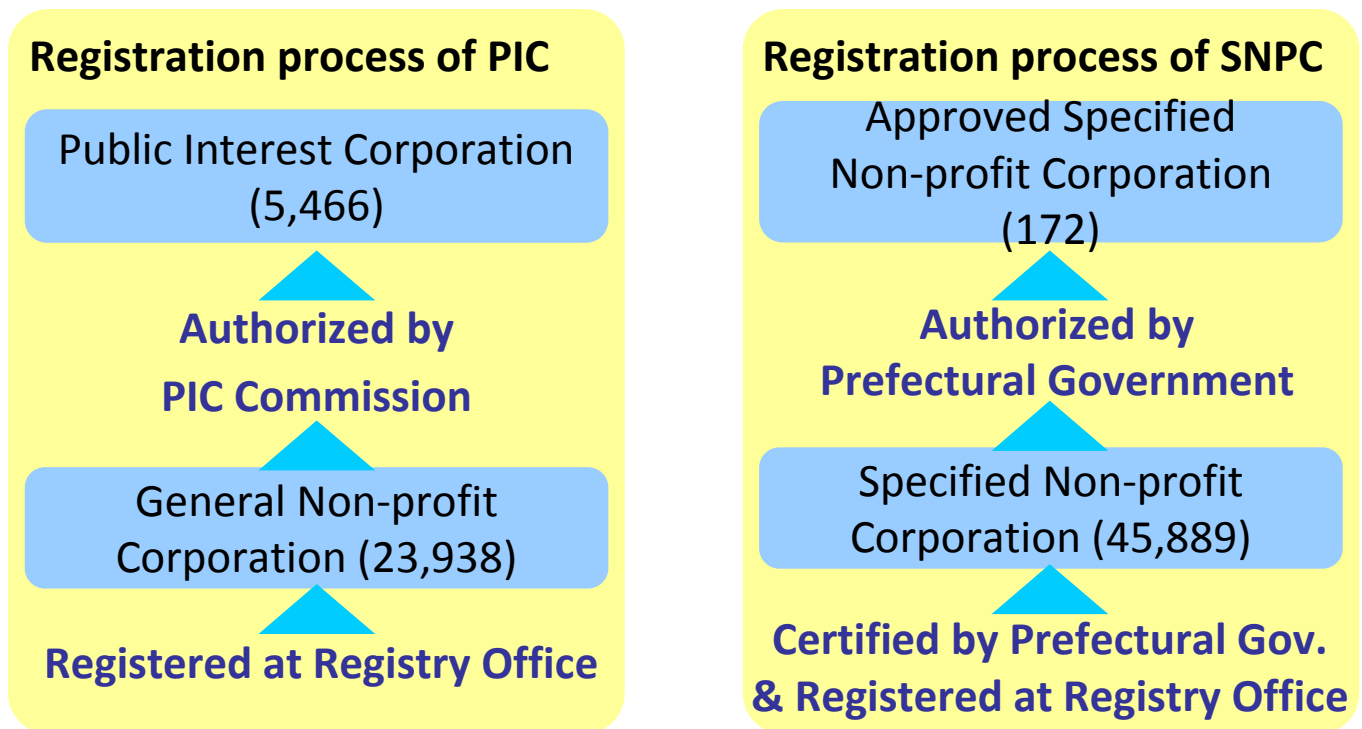 Registration process of PIC
Public Interest Corporation
(5,466)
Authorized by
PIC Commission
General Non-profit
Corporation (23,938)
Registered at Registry Office
Registration process of SNPC
Approved Specified
Non-profit Corporation
(172)
Authorized by
Prefectural Government
Specified Non-profit
Corporation (45,889)
Certified by Prefectural Gov.
& Registered at Registry Office